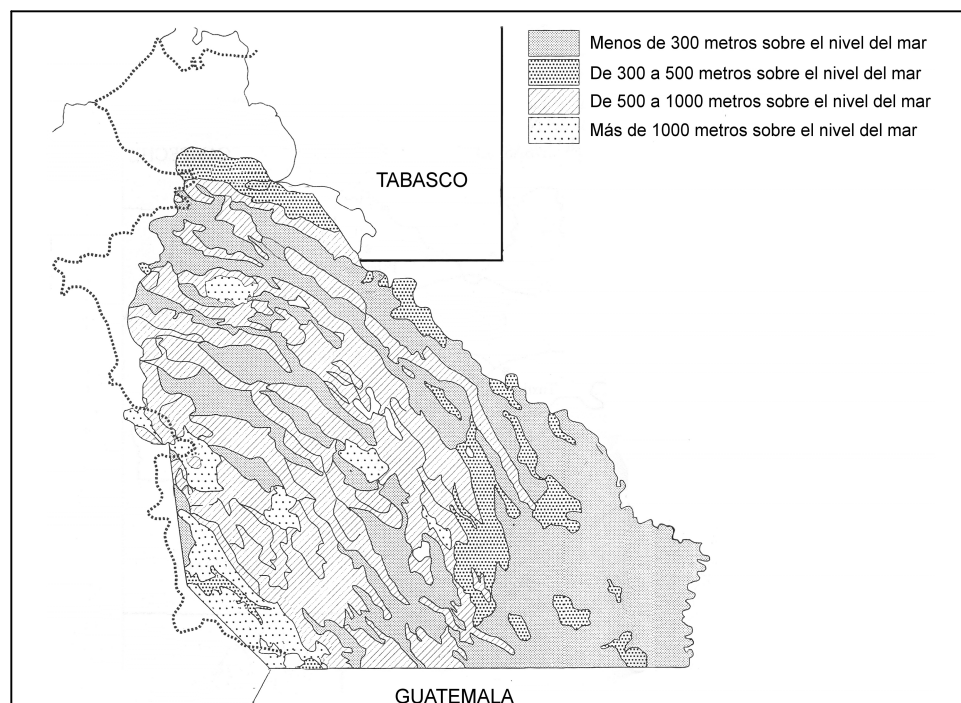 Menos de 300 metros sobre el nivel del mar
De 300 a 500 metros sobre el nivel del mar
De 500 a 1000 metros sobre el nivel del mar
Más de 1000 metros sobre el nivel del mar
TABASCO
GUATEMALA